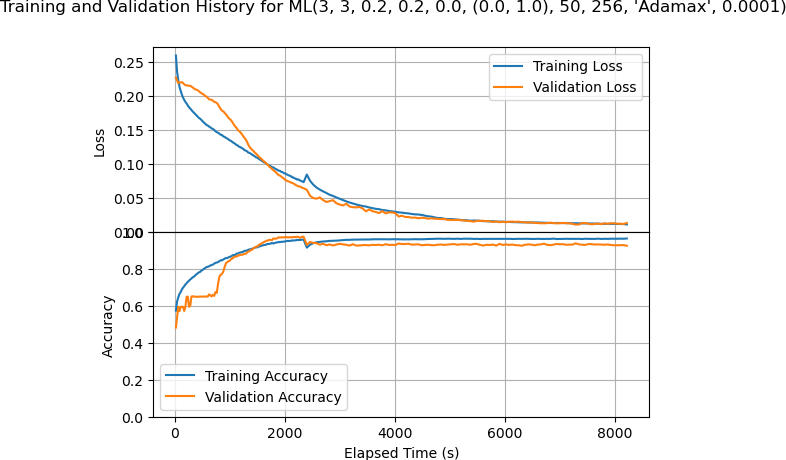 Training and Validation History for ML(3, 3, 0.2, 0.2, 0.0, (0.0, 1.0), 50, 256, 'Adamax', 0.0001)
Loss
0.25
0.20
0.15
0.10
0.05
0.00
Training Loss
Validation Loss
Accuracy
1.0
0.8
0.6
0.4
0.2
0.0
Training Accuracy
Validation Accuracy
0 2000 4000 6000 8000
Elapsed Time (s)